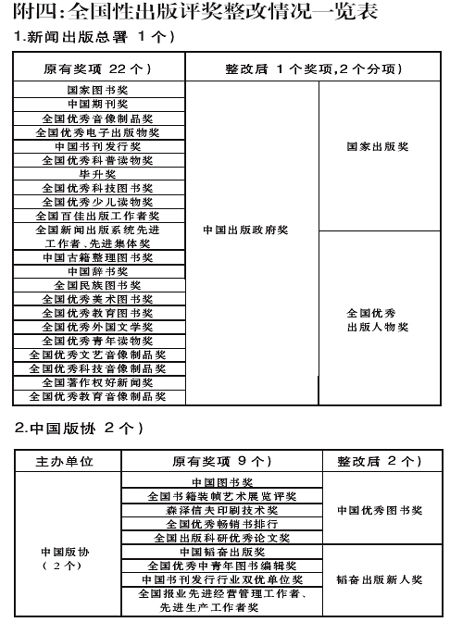 附四:全国性出版评奖整改情况一览表
1.新闻出版总署 1 个)
原有奖项 22 个)
整改后 1 个奖项,2 个分项)
国家图书奖
中国期刊奖
全国优秀音像制品奖
全国优秀电子出版物奖
中国书刊发行奖
全国优秀科普读物奖
毕升奖
全国优秀科技图书奖
全国优秀少儿读物奖
全国百佳出版工作者奖
全国新闻出版系统先进
工作者、先进集体奖
中国古籍整理图书奖
中国辞书奖
全国民族图书奖
全国优秀美术图书奖
全国优秀教育图书奖
全国优秀外国文学奖
全国优秀青年读物奖
全国优秀文艺音像制品奖
全国优秀科技音像制品奖
全国著作权好新闻奖
全国优秀教育音像制品奖
中国出版政府奖
国家出版奖
全国优秀
出版人物奖
2.中国版协 2 个)
主办单位
原有奖项 9 个)
整改后 2 个)
中国版协
( 2 个)
中国图书奖
全国书籍装帧艺术展览评奖
森泽信夫印刷技术奖
全国优秀畅销书排行
全国出版科研优秀论文奖
中国韬奋出版奖
全国优秀中青年图书编辑奖
中国书刊发行行业双优单位奖
全国报业先进经营管理工作者、
先进生产工作者奖
中国优秀图书奖
韬奋出版新人奖